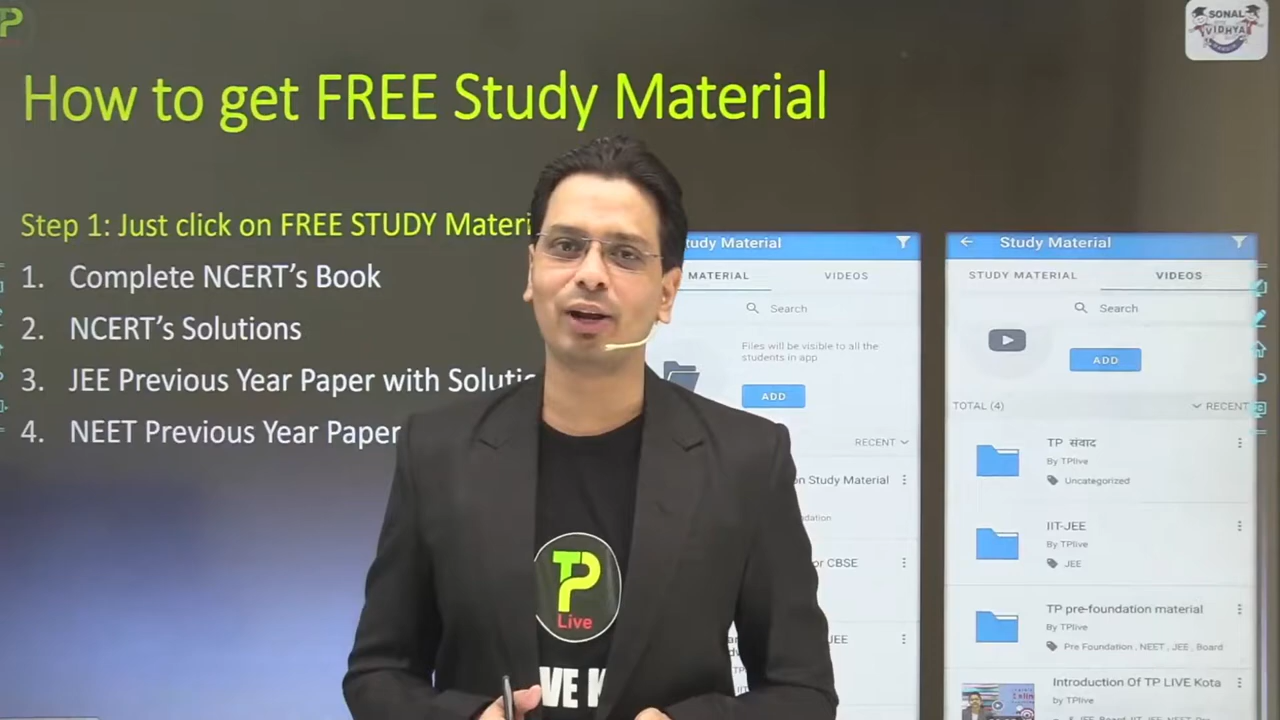 TP
SONAL
VIDHYA
How to get FREE Study Material
Step 1: Just click on FREE STUDY Materi
1. Complete NCERT's Book
2. NCERT's Solutions
3. JEE Previous Year Paper with Soluti
4. NEET Previous Year Paper
tudy Material
MATERIAL
VIDEOS
Search
Files will be visible to all the
students in app
ADD
RECENT
on Study Material
ndation
or CBSE
JEE
Study Material
STUDY MATERIAL
VIDEOS
Search
ADD
TOTAL (4)
RECENT
TP संवाद
By TPlive
Uncategorized
IIT-JEE
By TPlive
JEE
TP pre-foundation material
By TPlive
Pre Foundation , NEET , JEE , Board
Introduction Of TP LIVE Kota
by TPlive
TP
Live
IVE K